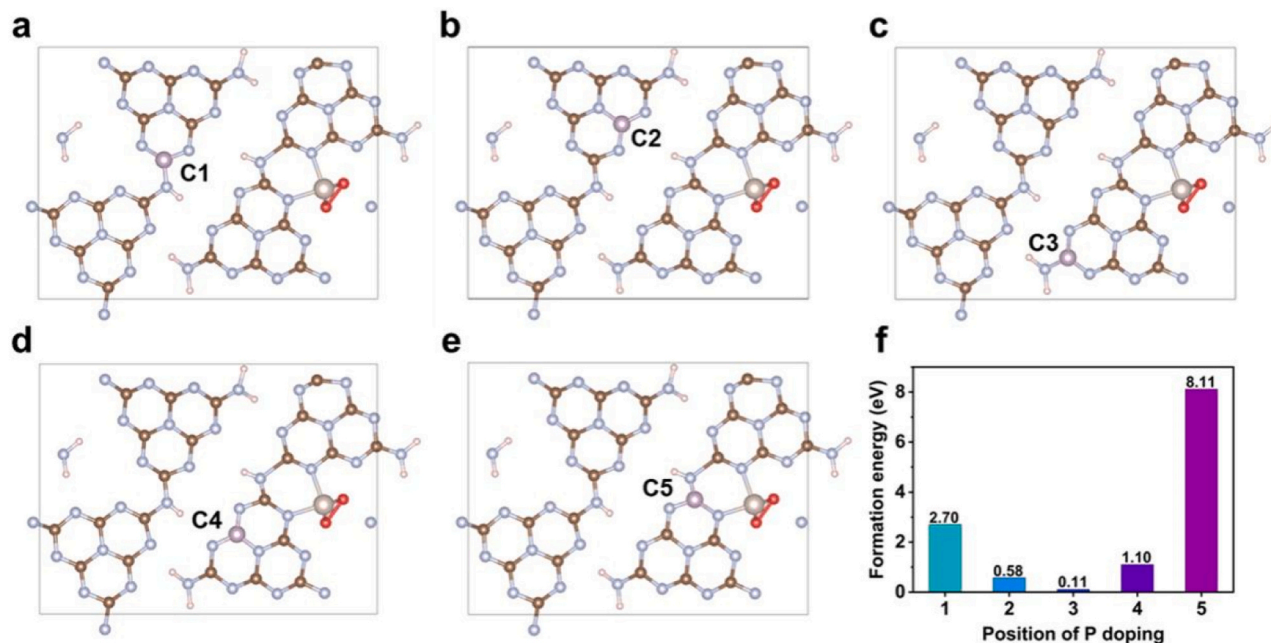 a
b
c
C1
C2
C3
d
e
f
C4
C5
Formation energy (eV)
8
6
4
2
0
2.70
0.58
0.11
1.10
8.11
1 2 3 4 5
Position of P doping